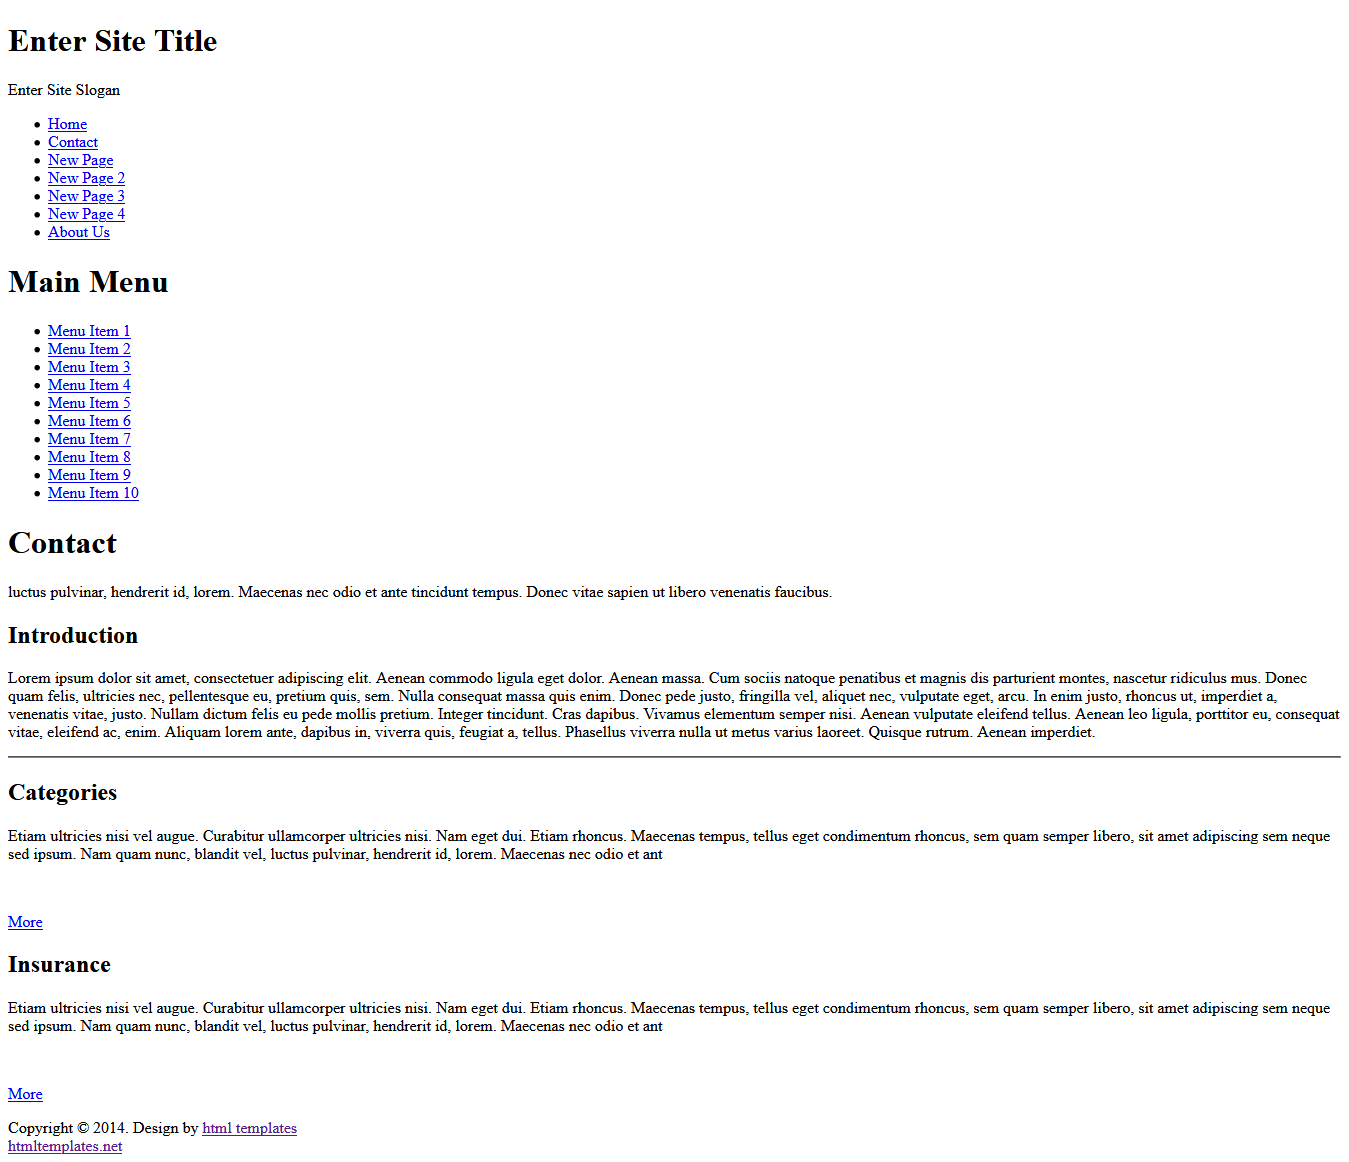 Enter Site Title
Enter Site Slogan
Home
Contact
New Page
New Page 2
New Page 3
New Page 4
About Us
Main Menu
Menu Item 1
Menu Item 2
Menu Item 3
Menu Item 4
Menu Item 5
Menu Item 6
Menu Item 7
Menu Item 8
Menu Item 9
Menu Item 10
Contact
luctus pulvinar, hendrerit id, lorem. Maecenas nec odio et ante tincidunt tempus. Donec vitae sapien ut libero venenatis faucibus.
Introduction
Lorem ipsum dolor sit amet, consectetuer adipiscing elit. Aenean commodo ligula eget dolor. Aenean massa. Cum sociis natoque penatibus et magnis dis parturient montes, nascetur ridiculus mus. Donec
quam felis, ultricies nec, pellentesque eu, pretium quis, sem. Nulla consequat massa quis enim. Donec pede justo, fringilla vel, aliquet nec, vulputate eget, arcu. In enim justo, rhoncus ut, imperdiet a,
venenatis vitae, justo. Nullam dictum felis eu pede mollis pretium. Integer tincidunt. Cras dapibus. Vivamus elementum semper nisi. Aenean vulputate eleifend tellus. Aenean leo ligula, porttitor eu, consequat
vitae, eleifend ac, enim. Aliquam lorem ante, dapibus in, viverra quis, feugiat a, tellus. Phasellus viverra nulla ut metus varius laoreet. Quisque rutrum. Aenean imperdiet.
Categories
Etiam ultricies nisi vel augue. Curabitur ullamcorper ultricies nisi. Nam eget dui. Etiam rhoncus. Maecenas tempus, tellus eget condimentum rhoncus, sem quam semper libero, sit amet adipiscing sem neque
sed ipsum. Nam quam nunc, blandit vel, luctus pulvinar, hendrerit id, lorem. Maecenas nec odio et ant
More
Insurance
Etiam ultricies nisi vel augue. Curabitur ullamcorper ultricies nisi. Nam eget dui. Etiam rhoncus. Maecenas tempus, tellus eget condimentum rhoncus, sem quam semper libero, sit amet adipiscing sem neque
sed ipsum. Nam quam nunc, blandit vel, luctus pulvinar, hendrerit id, lorem. Maecenas nec odio et ant
More
Copyright © 2014. Design by html templates
htmltemplates.net